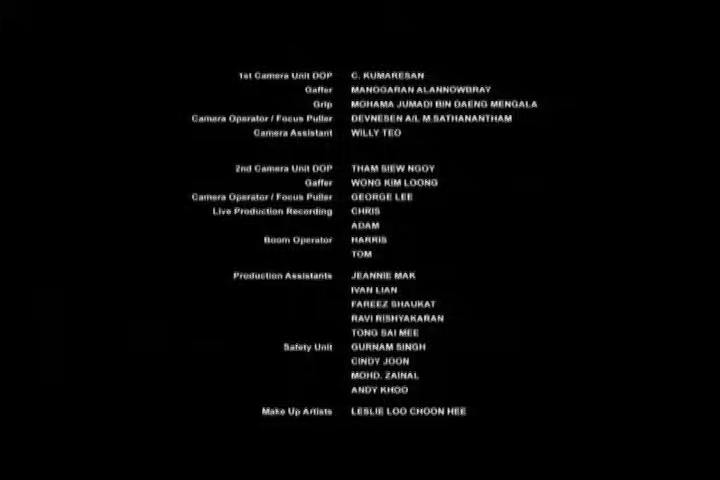 1st Camera Unit DOP C. KUMARESAN
Gaffer MANOGARAN ALANNOWBRAY
Grip MOHAMA JUMADI BIN DAENG MENGALA
Camera Operator / Focus Puller DEVNESEN A/L M.SATHANANTHAM
Camera Assistant WILLY TEO
2nd Camera Unit DOP THAM SIEW NGOY
Gaffer WONG KIM LOONG
Camera Operator / Focus Puller GEORGE LEE
Live Production Recording CHRIS
ADAM
Boom Operator HARRIS
TOM
Production Assistants JEANNIE MAK
IVAN LIAN
FAREEZ SHAUKAT
RAVI RISHYAKARAN
TONG SAI MEE
Safety Unit GURNAM SINGH
CINDY JOON
MOHD. ZAINAL
ANDY KHOO
Make Up Artists LESLIE LOO CHOON HEE